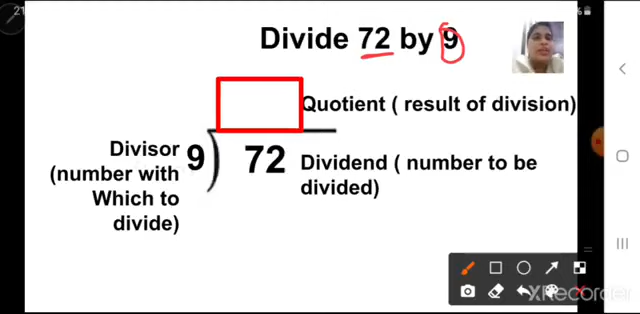 21
%
Divide 72 by 9
Quotient ( result of division)
Divisor
(number with
Which to
divide)
9
72
Dividend ( number to be
divided)
XRecorder